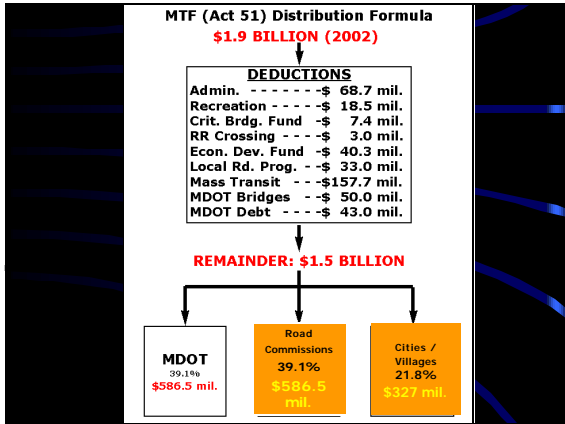 MTF (Act 51) Distribution Formula
$1.9 BILLION (2002)
DEDUCTIONS
Admin. - - - - - - -$ 68.7 mil.
Recreation - - - - - -$ 18.5 mil.
Crit. Brdg. Fund -$ 7.4 mil.
RR Crossing - - - -$ 3.0 mil.
Econ. Dev. Fund -$ 40.3 mil.
Local Rd. Prog. - -$ 33.0 mil.
Mass Transit - - -$157.7 mil.
MDOT Bridges - -$ 50.0 mil.
MDOT Debt - - - -$ 43.0 mil.
REMAINDER: $1.5 BILLION
MDOT
39.1%
$586.5 mil.
Road
Commissions
39.1%
$586.5
mil.
Cities /
Villages
21.8%
$327 mil.